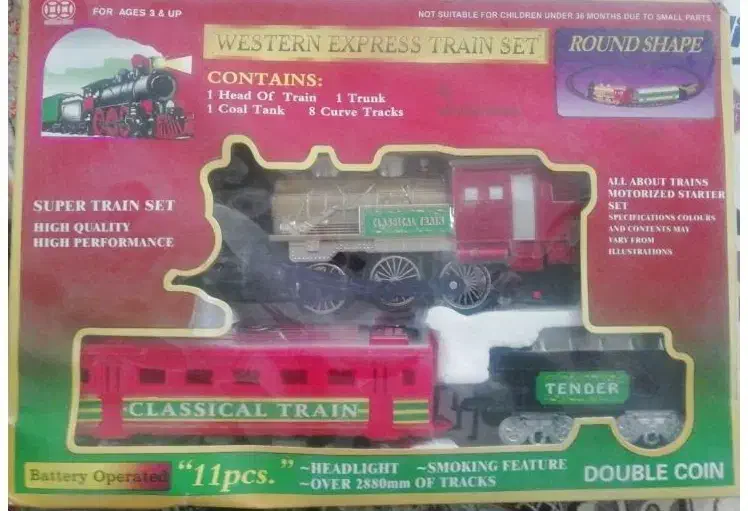 FOR AGES 3 & UP
NOT SUITABLE FOR CHILDREN UNDER 36 MONTHS DUE TO SMALL PARTS
WESTERN EXPRESS TRAIN SET
ROUND SHAPE
CONTAINS:
1 Head Of Train 1 Trunk
1 Coal Tank 8 Curve Tracks
SUPER TRAIN SET
HIGH QUALITY
HIGH PERFORMANCE
ALL ABOUT TRAINS
MOTORIZED STARTER
SET
SPECIFICATIONS COLOURS
AND CONTENTS MAY
VARY FROM
ILLUSTRATIONS
CLASSICAL TRAIN
CLASSICAL TRAIN
TENDER
Battery Operated "11pcs."
~HEADLIGHT ~SMOKING FEATURE
~OVER 2880mm OF TRACKS
DOUBLE COIN